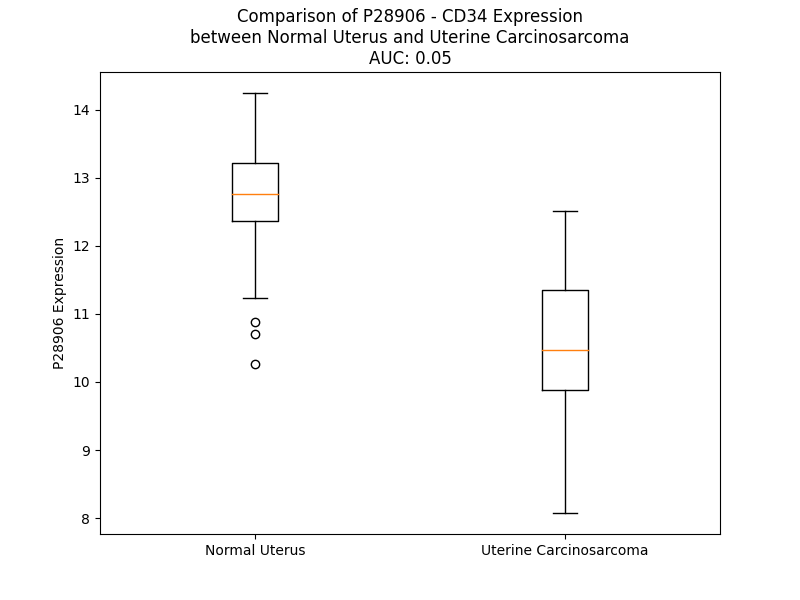 Comparison of P28906 - CD34 Expression
between Normal Uterus and Uterine Carcinosarcoma
AUC: 0.05
14
13
12
11
10
9
8
P28906 Expression
Normal Uterus
Uterine Carcinosarcoma